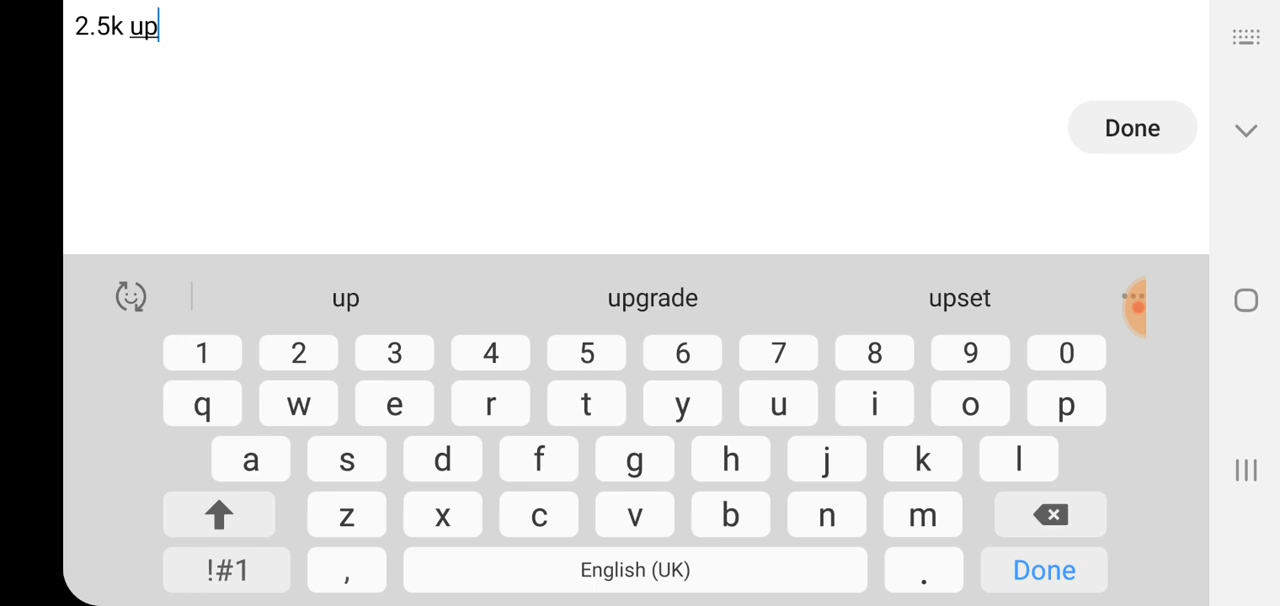 2.5k up
Done
up upgrade upset
1 2 3 4 5 6 7 8 9 0
q w e r t y u i o p
a s d f g h j k l
z x c v b n m
!#1 , English (UK) . Done